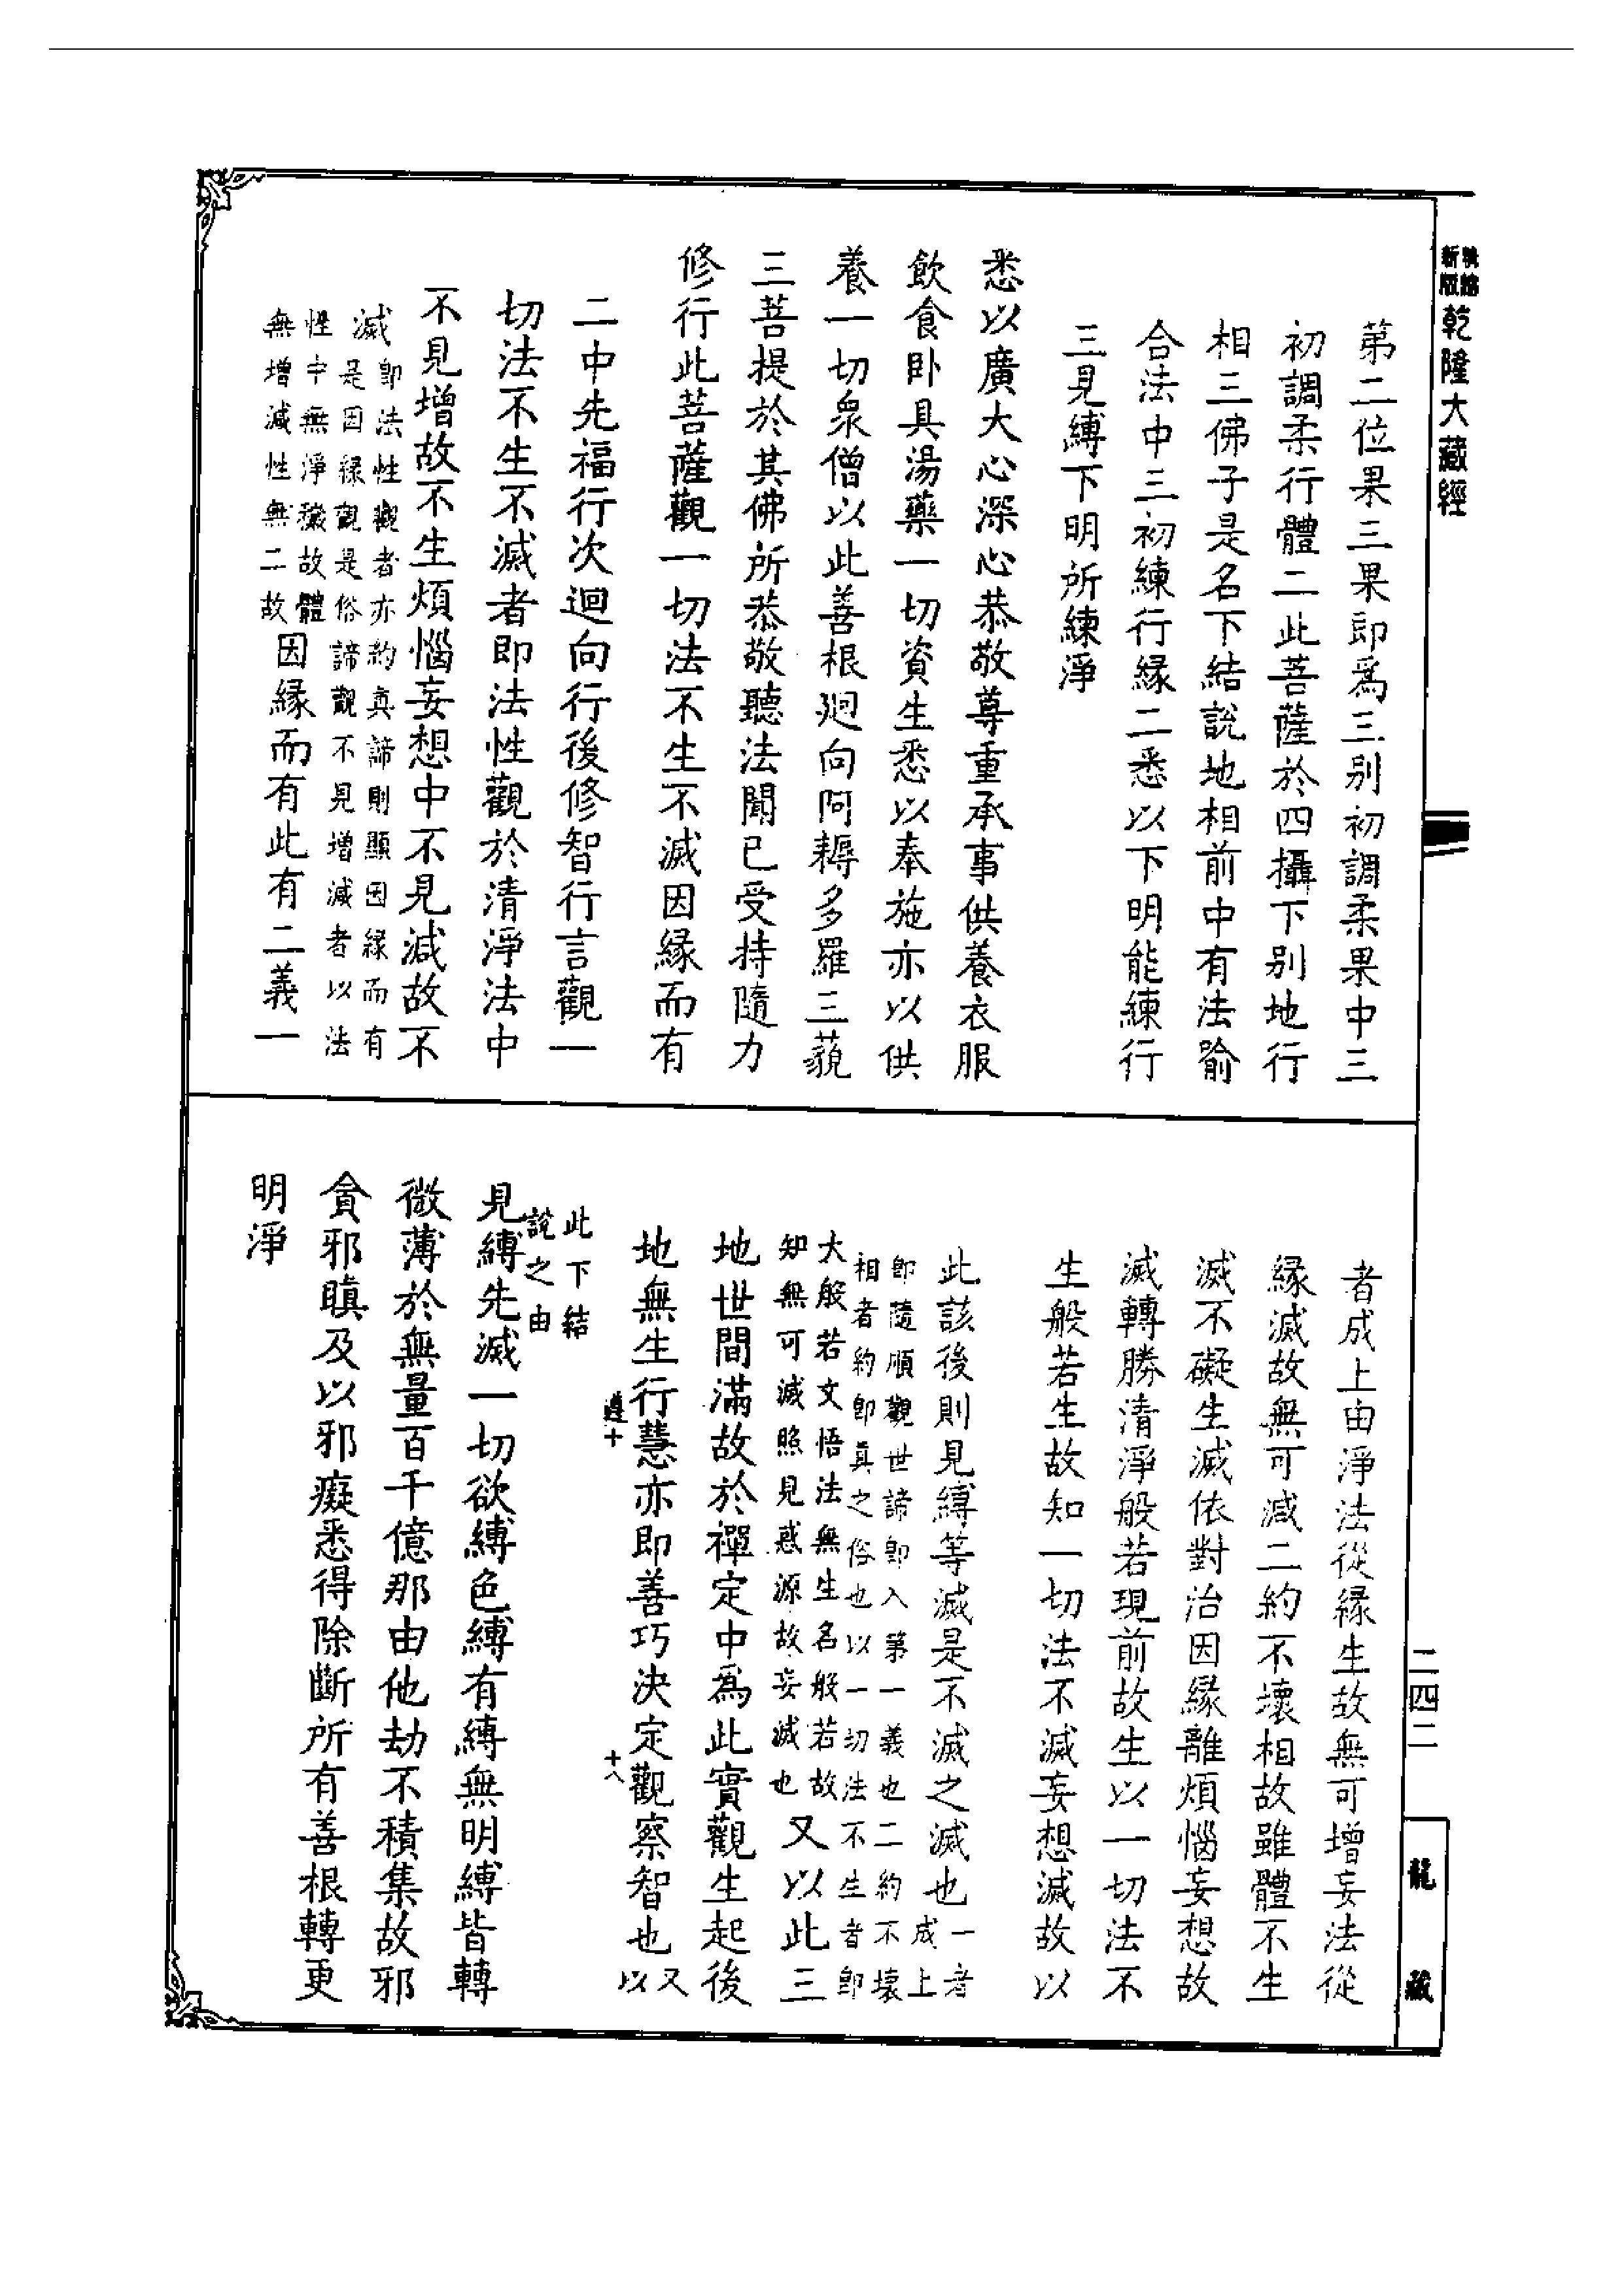 新版
乾隆大藏經
第二位果三果即爲三別初調柔果中三
初調柔行體二此菩薩於四攝下別地行
相三佛子是名下結說地相前中有法喻
合法中三初練行緣二悉以下明能練行
三見縛下明所練淨
悉以廣大心深心恭敬尊重承事供養衣服
飲食臥具湯藥一切資生悉以奉施亦以供
養一切衆僧以此善根廻向阿耨多羅三藐
三菩提於其佛所恭敬聽法聞已受持隨力
修行此菩薩觀一切法不生不滅因緣而有
二中先福行次迴向行後修智行言觀一
切法不生不滅者即法性觀於清淨法中
不見增故不生煩惱妄想中不見減故不
滅即法性觀者亦約真諦則顯因緣而有
是因緣觀是俗諦觀不見增減者以法
性中無淨穢故體
無增減性無二故因緣而有此有二義一
者成上由淨法從緣生故無可增妄法從
緣滅故無可減二約不壞相故雖體不生
滅不礙生滅依對治因緣離煩惱妄想故
滅轉勝清淨般若現前故生以一切法不
生般若生故知一切法不滅妄想滅故以
此該後則見縛等滅是不滅之滅也一者
成上
即隨順觀世諦即入第一義也二約不壞
相者約即真之俗也以一切法不生者即
大般若文悟法無生名般若故
知無可滅照見惑源故妄滅也又以此三
地世間滿故於禪定中爲此實觀生起後
地無生行慧亦即善巧決定觀察智也又
以
十八
此下結
說之由
見縛先滅一切欲縛色縛有縛無明縛皆轉
微薄於無量百千億那由他劫不積集故邪
貪邪瞋及以邪癡悉得除斷所有善根轉更
明淨
二四二
龍藏